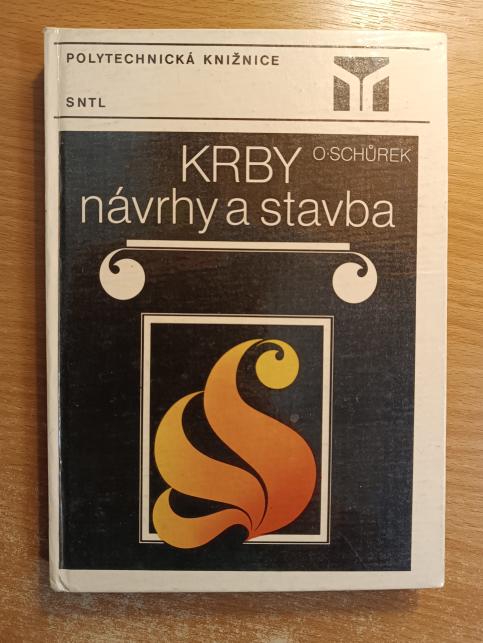 POLYTECHNICKÁ KNIŽNICE
SNTL
KRBY O·SCHŮREK
návrhy a stavba